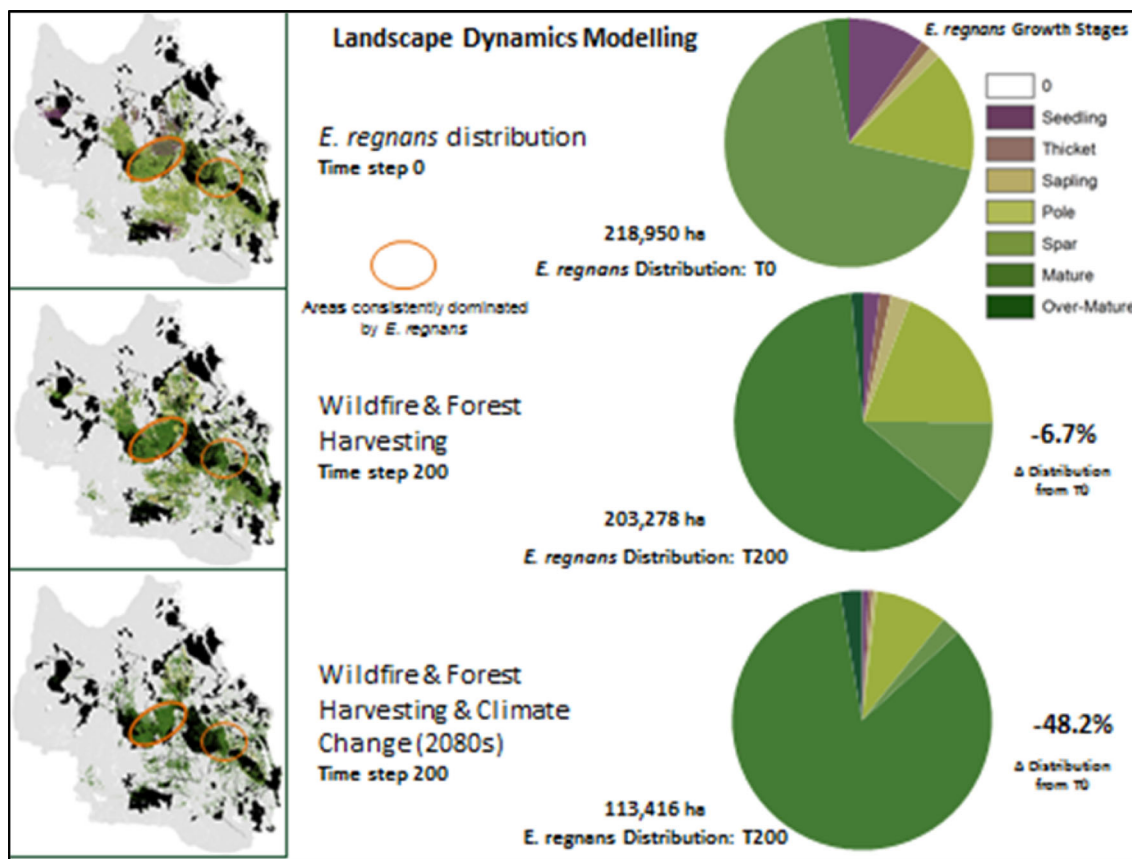 Landscape Dynamics Modelling
E. regnans Growth Stages
0
Seedling
Thicket
Sapling
Pole
Spar
Mature
Over-Mature
E. regnans distribution
Time step 0
218,950 ha
E. regnans Distribution: T0
Areas consistently dominated
by E. regnans
Wildfire & Forest
Harvesting
Time step 200
203,278 ha
E. regnans Distribution: T200
-6.7%
Δ Distribution
from T0
Wildfire & Forest
Harvesting & Climate
Change (2080s)
Time step 200
113,416 ha
E. regnans Distribution: T200
-48.2%
Δ Distribution
from T0